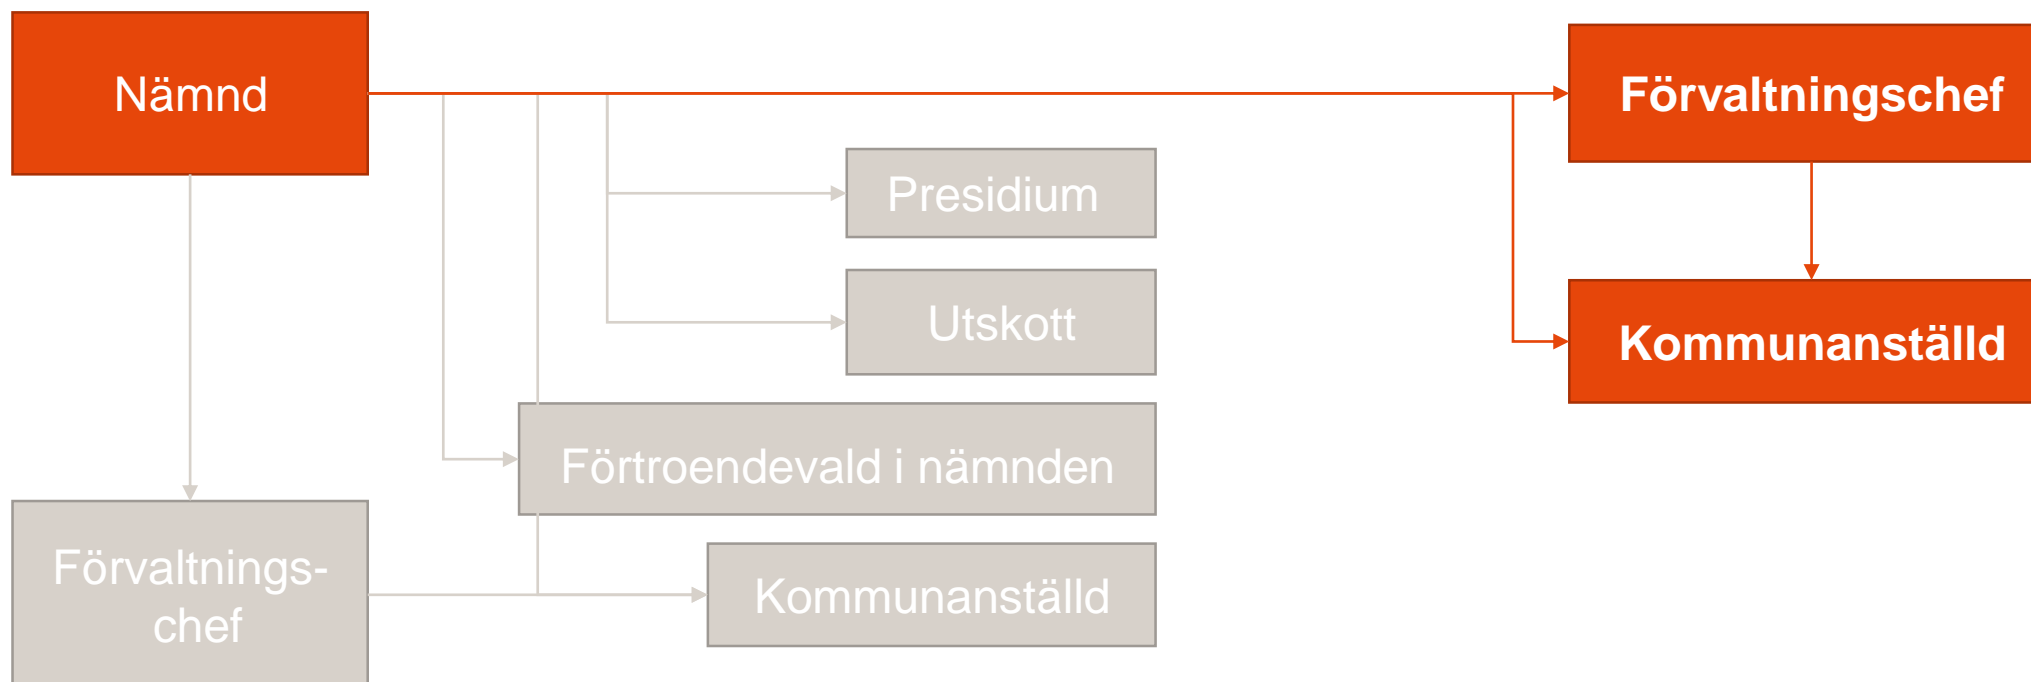 Nämnd
Förvaltningschef
Presidium
Utskott
Kommunanställd
Förtroendevald i nämnden
Förvaltnings-
chef
Kommunanställd